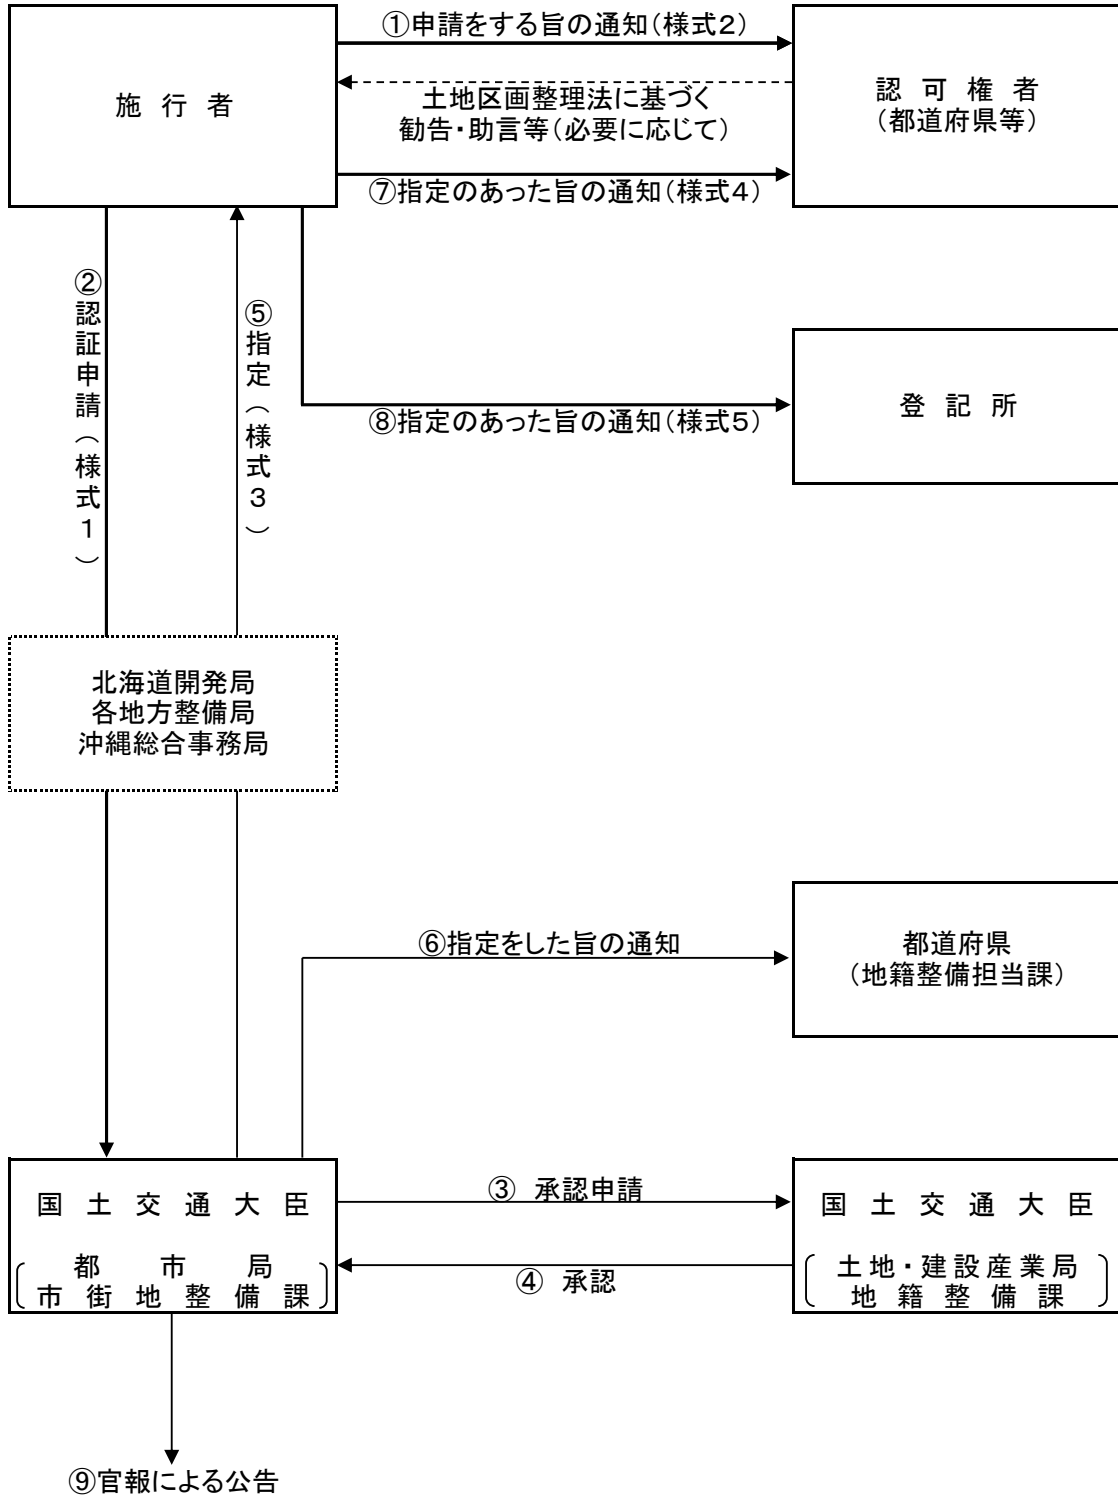 ①申請をする旨の通知(様式2)
施行者
認可権者
(都道府県等)
土地区画整理法に基づく
勧告・助言等(必要に応じて)
⑦指定のあった旨の通知(様式4)
②認証申請(様式1)
⑤指定(様式3)
登記所
⑧指定のあった旨の通知(様式5)
北海道開発局
各地方整備局
沖縄総合事務局
⑥指定をした旨の通知
都道府県
(地籍整備担当課)
国土交通大臣
都市局
市街地整備課
③ 承認申請
④ 承認
国土交通大臣
土地・建設産業局
地籍整備課
⑨官報による公告